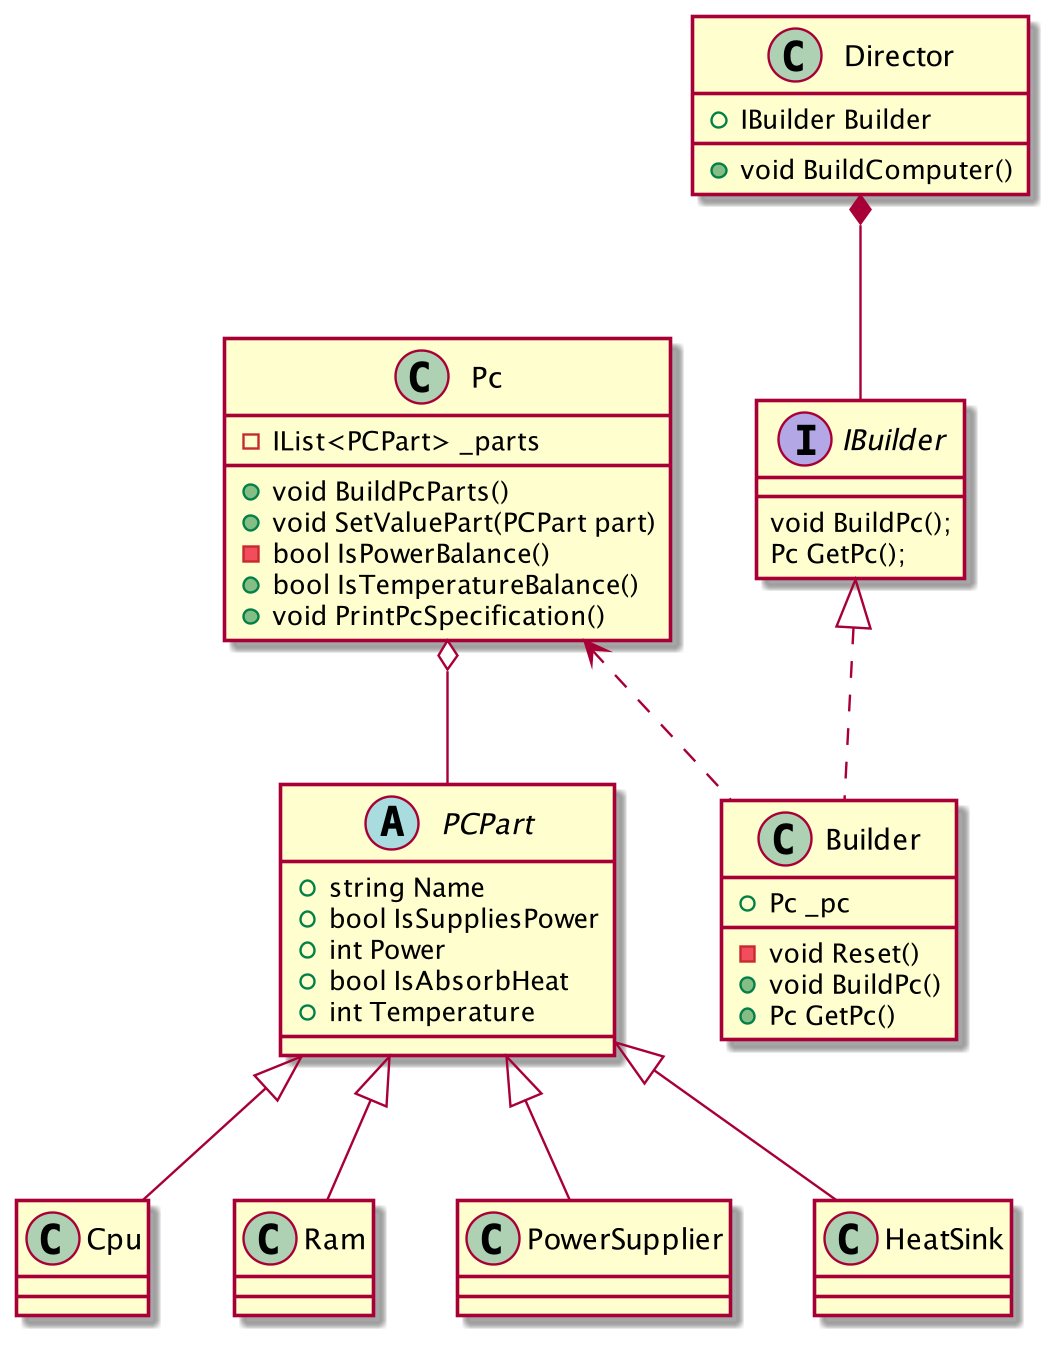 C Director
IBuilder Builder
void BuildComputer()
C Pc
IList<PCPart> _parts
void BuildPcParts()
void SetValuePart(PCPart part)
bool IsPowerBalance()
bool IsTemperatureBalance()
void PrintPcSpecification()
I IBuilder
void BuildPc();
Pc GetPc();
A PCPart
string Name
bool IsSuppliesPower
int Power
bool IsAbsorbHeat
int Temperature
C Builder
Pc _pc
void Reset()
void BuildPc()
Pc GetPc()
C Cpu
C Ram
C PowerSupplier
C HeatSink